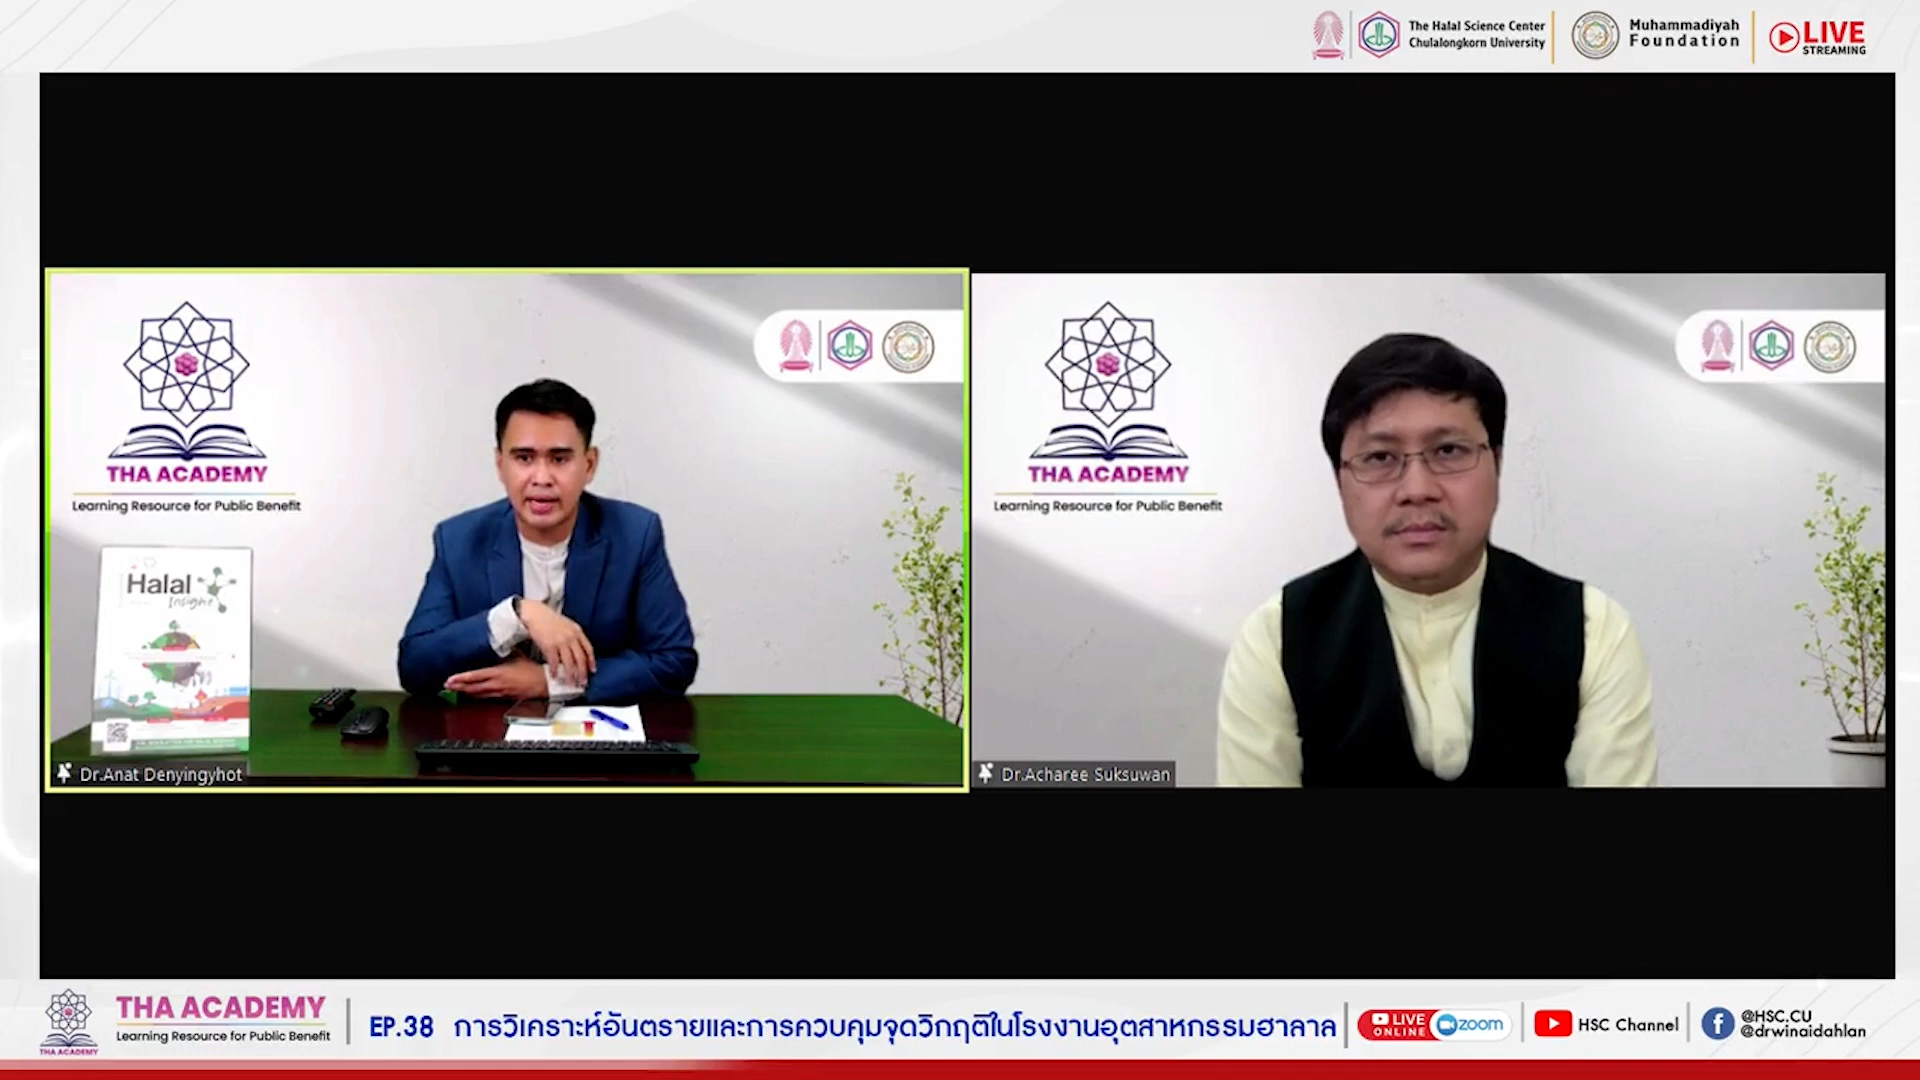 The Halal Science Center
Chulalongkorn University
Muhammadiyah
Foundation
LIVE
STREAMING
THA ACADEMY
Learning Resource for Public Benefit
Halal
Insight
Dr.Anat Denyingyhot
THA ACADEMY
Learning Resource for Public Benefit
Dr.Acharee Suksuwan
THA ACADEMY
Learning Resource for Public Benefit
THA ACADEMY
EP.38 การวิเคราะห์อันตรายและการควบคุมจุดวิกฤติในโรงงานอุตสาหกรรมฮาลาล
LIVE
ONLINE
zoom
HSC Channel
@HSC.CU
@drwinaidahlan